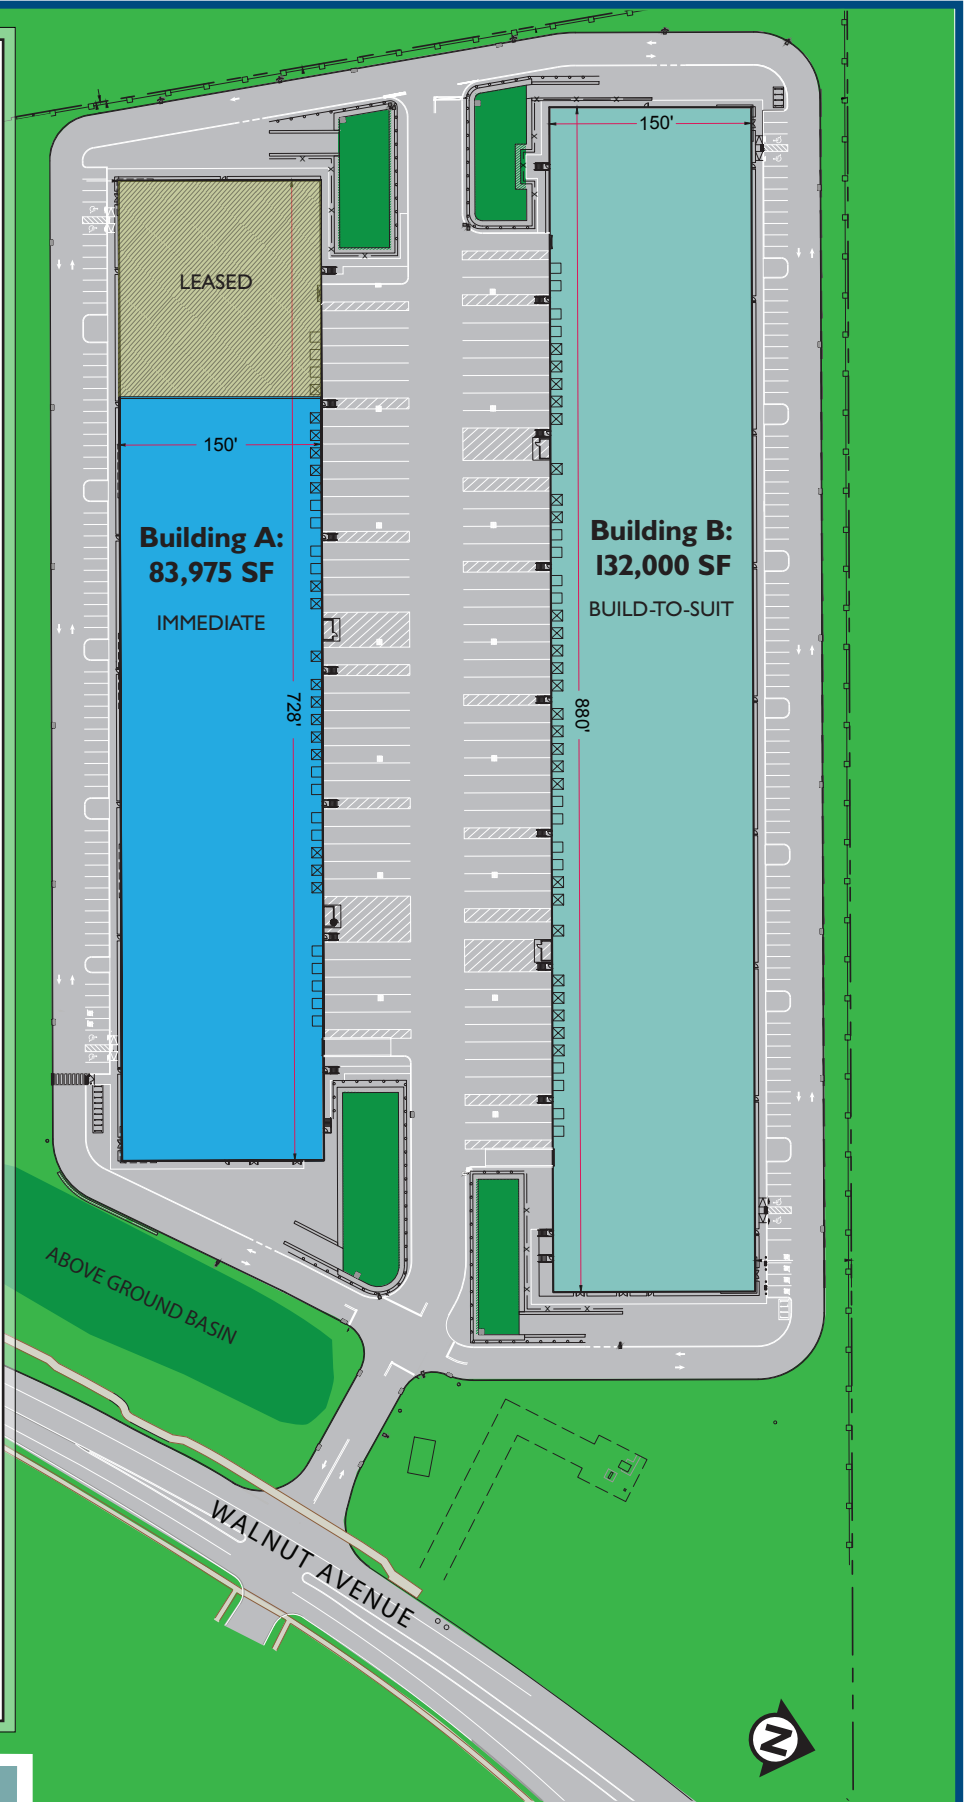 150'
LEASED
150'
Building A:
83,975 SF
IMMEDIATE
728'
Building B:
132,000 SF
BUILD-TO-SUIT
880'
ABOVE GROUND BASIN
WALNUT AVENUE
N